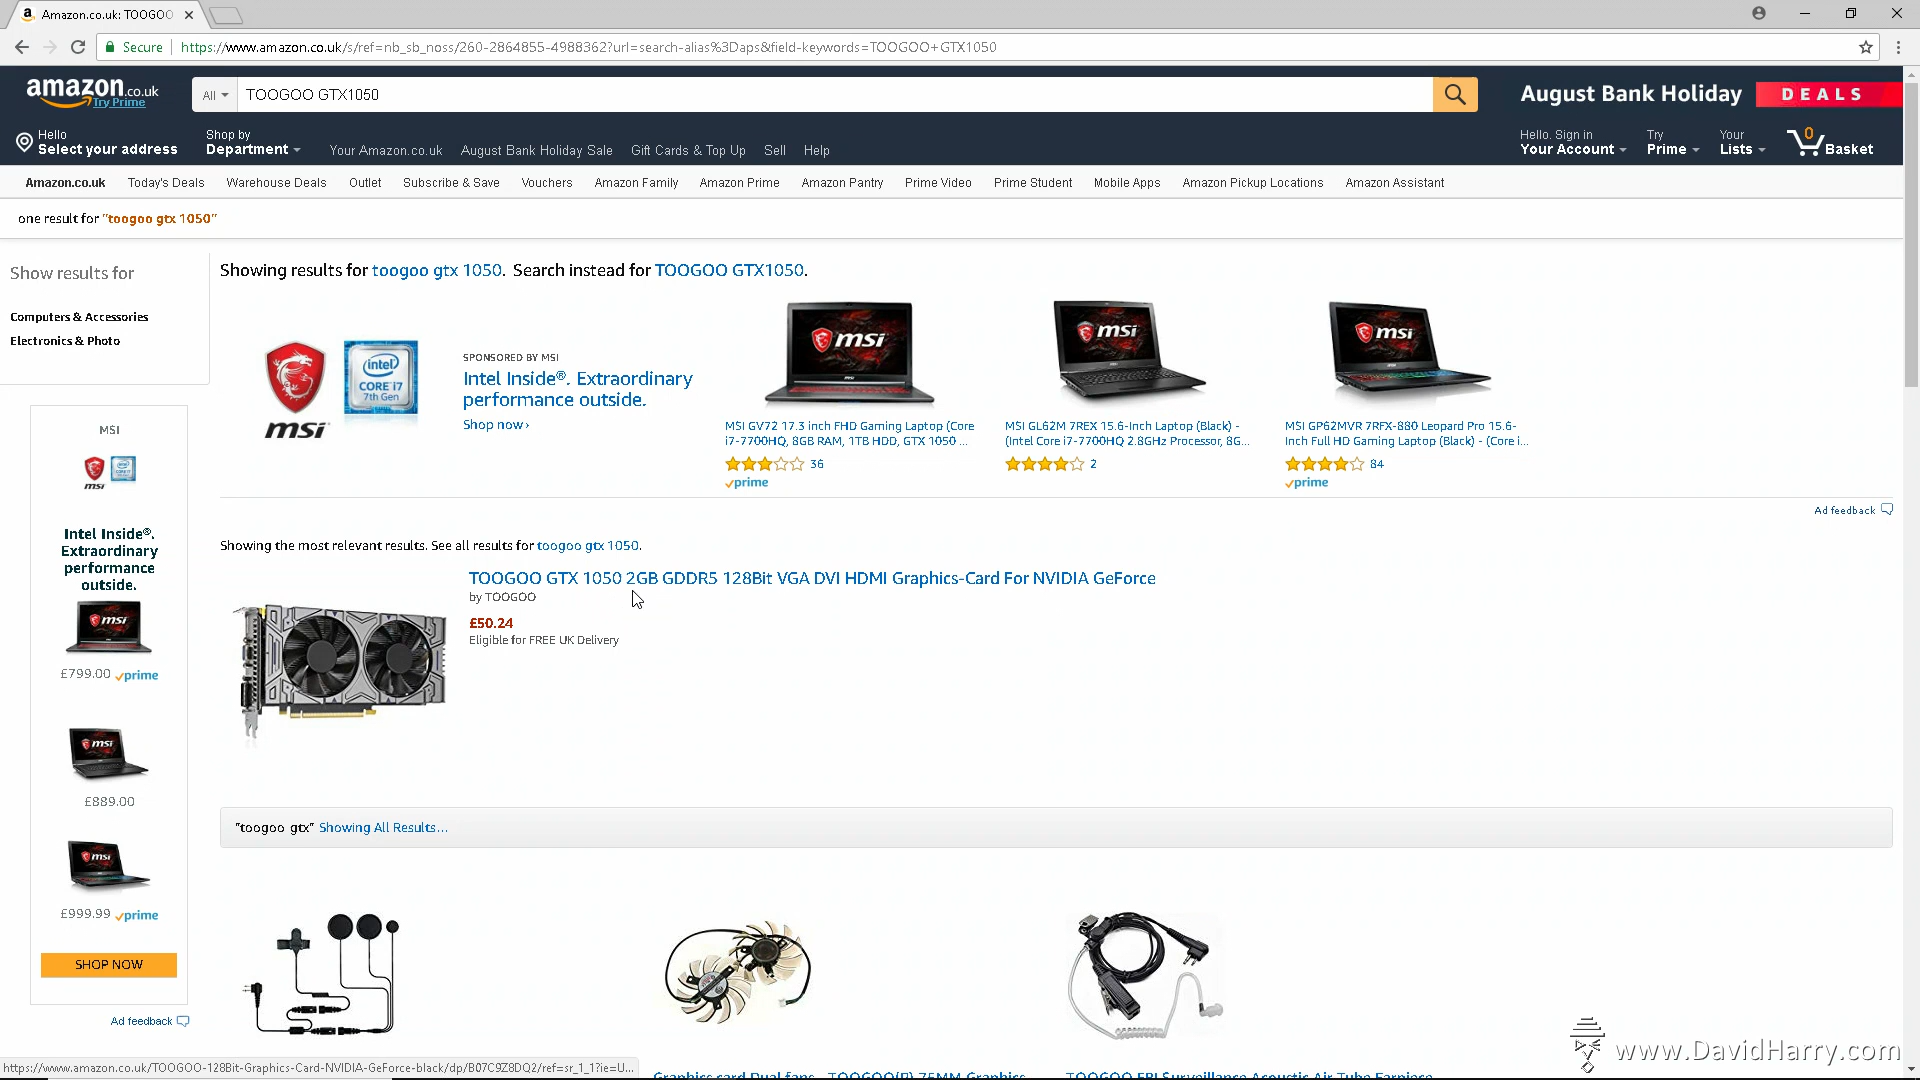 Amazon.co.uk: TOOGOO
Secure
https://www.amazon.co.uk/s/ref=nb_sb_noss/260-2864855-4988362?url=search-alias%3Daps&field-keywords=TOOGOO+GTX1050
amazon.co.uk
Try Prime
All
TOOGOO GTX1050
August Bank Holiday DEALS
Hello
Select your address
Shop by
Department
Your Amazon.co.uk
August Bank Holiday Sale
Gift Cards & Top Up
Sell
Help
Hello. Sign in
Your Account
Try
Prime
Your
Lists
0
Basket
Amazon.co.uk
Today's Deals
Warehouse Deals
Outlet
Subscribe & Save
Vouchers
Amazon Family
Amazon Prime
Amazon Pantry
Prime Video
Prime Student
Mobile Apps
Amazon Pickup Locations
Amazon Assistant
one result for "toogoo gtx 1050"
Show results for
Computers & Accessories
Electronics & Photo
Showing results for toogoo gtx 1050. Search instead for TOOGOO GTX1050.
msi
intel
CORE i7
7th Gen
SPONSORED BY MSI
Intel Inside®. Extraordinary
performance outside.
Shop now ›
msi
MSI GV72 17.3 inch FHD Gaming Laptop (Core
i7-7700HQ, 8GB RAM, 1TB HDD, GTX 1050 ...
36
prime
msi
MSI GL62M 7REX 15.6-Inch Laptop (Black) -
(Intel Core i7-7700HQ 2.8GHz Processor, 8G...
2
msi
MSI GP62MVR 7RFX-880 Leopard Pro 15.6-
Inch Full HD Gaming Laptop (Black) - (Core i...
84
prime
Ad feedback
MSI
msi
Intel Inside®.
Extraordinary
performance
outside.
msi
£799.00 prime
msi
£889.00
msi
£999.99 prime
SHOP NOW
Ad feedback
Showing the most relevant results. See all results for toogoo gtx 1050.
TOOGOO GTX 1050 2GB GDDR5 128Bit VGA DVI HDMI Graphics-Card For NVIDIA GeForce
by TOOGOO
£50.24
Eligible for FREE UK Delivery
"toogoo gtx" Showing All Results...
https://www.amazon.co.uk/TOOGOO-128Bit-Graphics-Card-NVIDIA-GeForce-black/dp/B07C9Z8DQ2/ref=sr_1_1?ie=U...
Graphics card Dual fans - TOOGOO(R) 75MM Graphics
TOOGOO FBI Surveillance Acoustic Air Tube Earpiece
www.DavidHarry.com